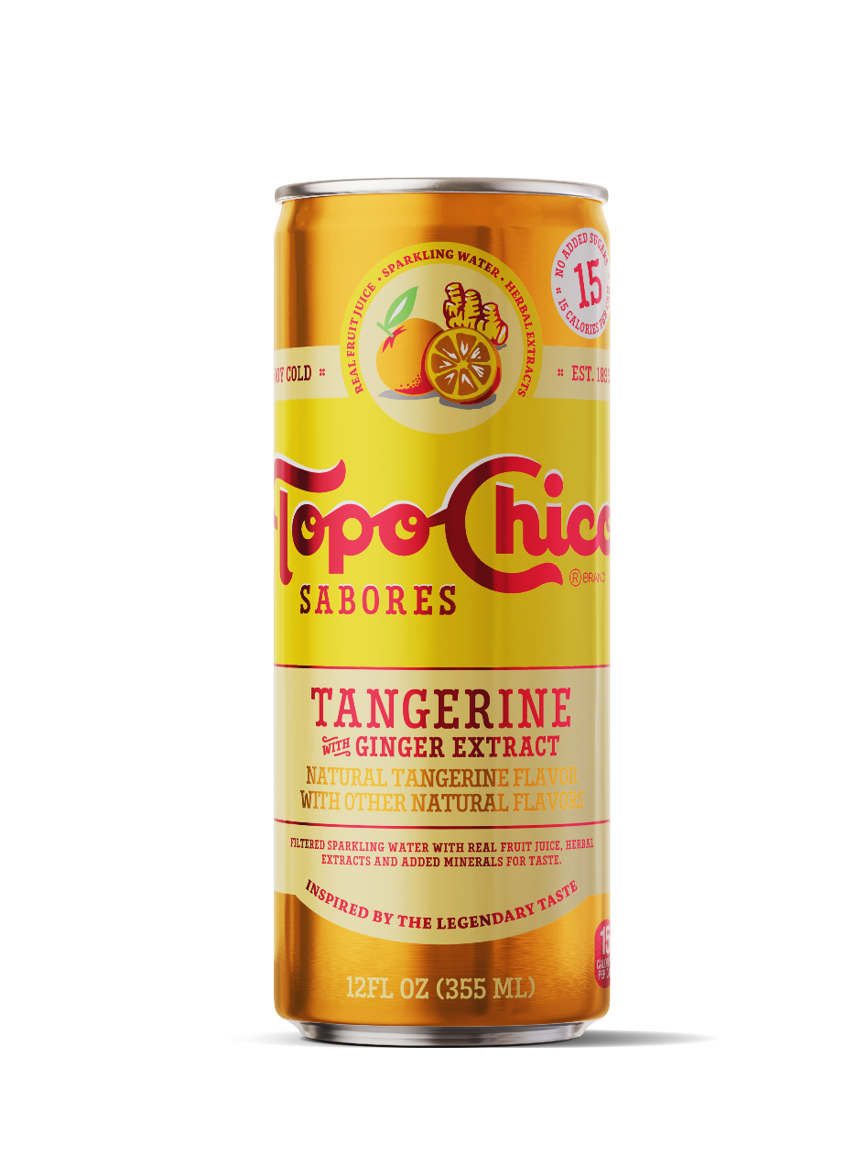 REAL FRUIT JUICE • SPARKLING WATER • HERBAL EXTRACTS
NO ADDED SUGAR
15
15 CALORIES PER
COLD
EST.
Topo Chico
® BRAND
SABORES
TANGERINE
WITH GINGER EXTRACT
NATURAL TANGERINE FLAVOR
WITH OTHER NATURAL FLAVORS
FILTERED SPARKLING WATER WITH REAL FRUIT JUICE, HERBAL
EXTRACTS AND ADDED MINERALS FOR TASTE.
INSPIRED BY THE LEGENDARY TASTE
12FL OZ (355 ML)
15